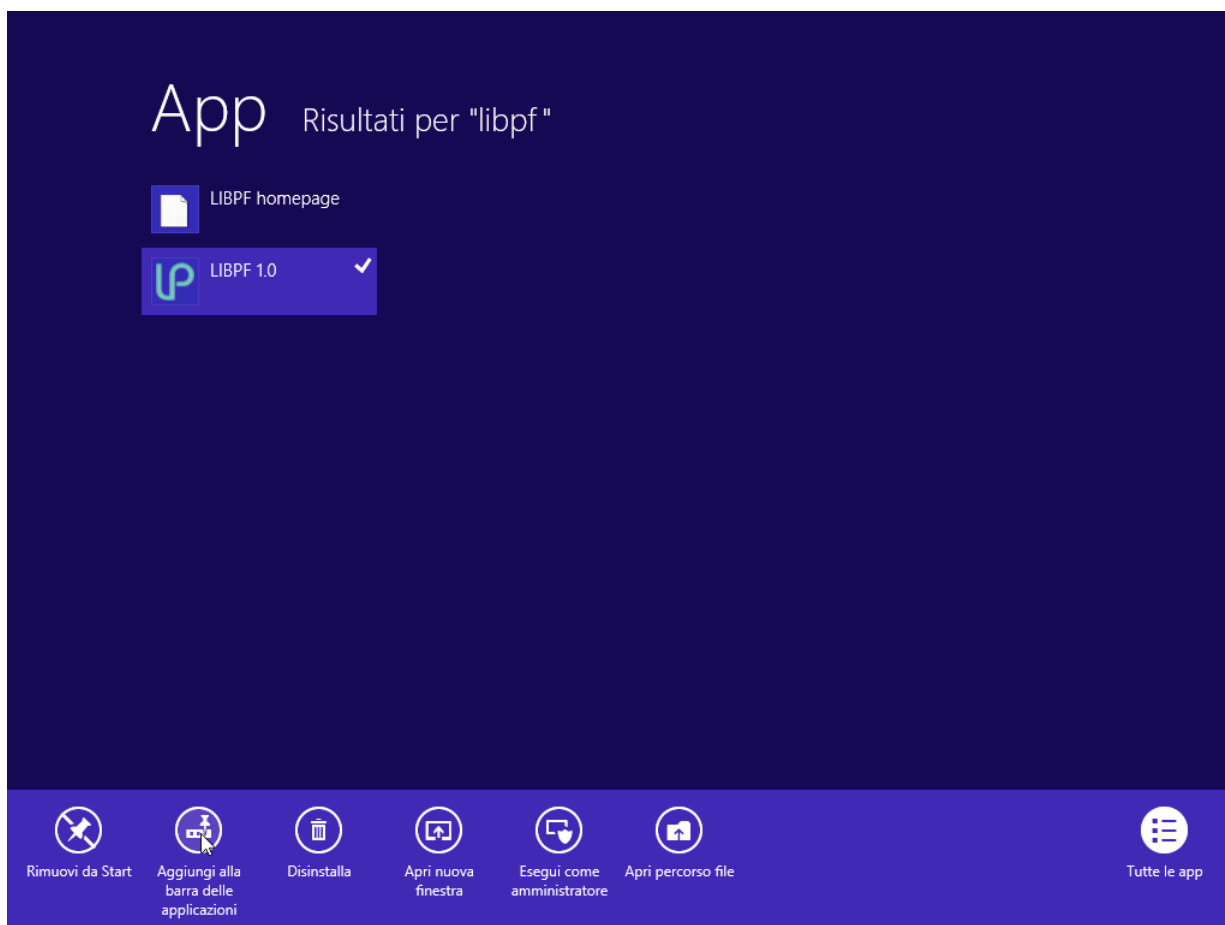 App Risultati per "libpf"
LIBPF homepage
LIBPF 1.0
Rimuovi da Start
Aggiungi alla
barra delle
applicazioni
Disinstalla
Apri nuova
finestra
Esegui come
amministratore
Apri percorso file
Tutte le app